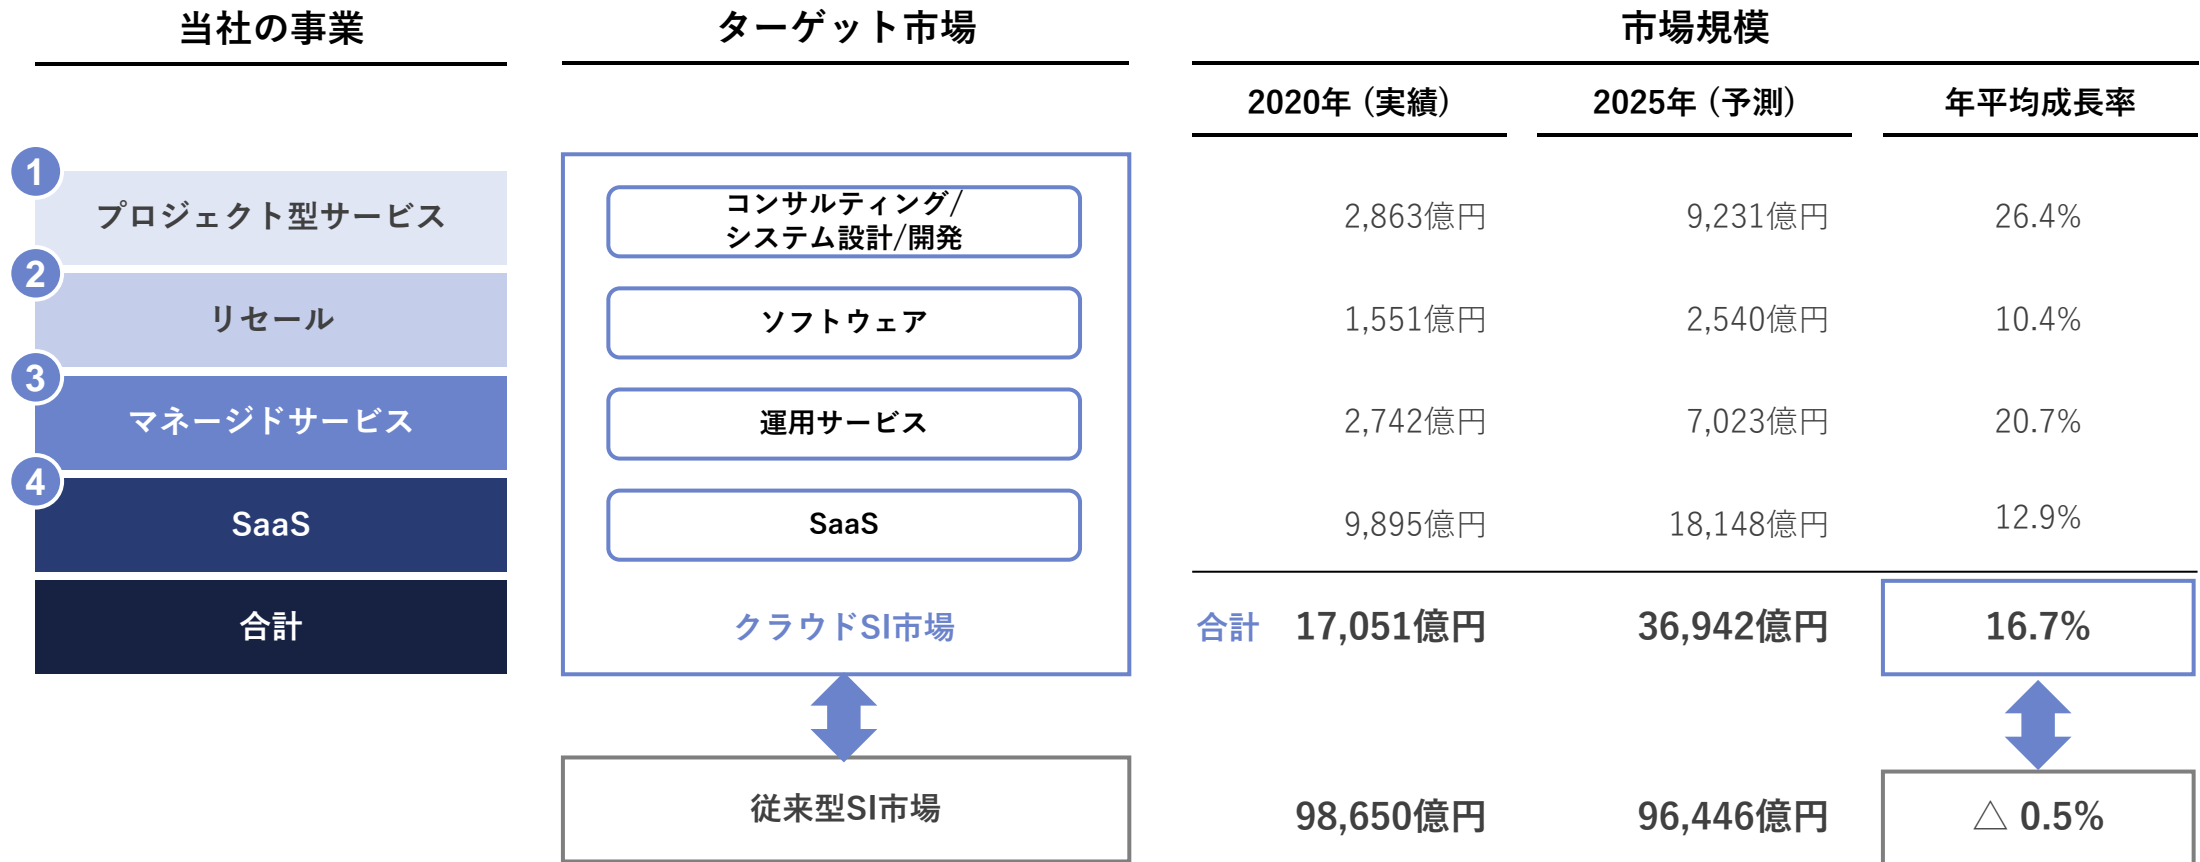 当社の事業
ターゲット市場
市場規模
2020年 (実績)
2025年 (予測)
年平均成長率
1
プロジェクト型サービス
コンサルティング/
システム設計/開発
2,863億円
9,231億円
26.4%
2
リセール
ソフトウェア
1,551億円
2,540億円
10.4%
3
マネージドサービス
運用サービス
2,742億円
7,023億円
20.7%
4
SaaS
SaaS
9,895億円
18,148億円
12.9%
合計
クラウドSI市場
合計
17,051億円
36,942億円
16.7%
従来型SI市場
98,650億円
96,446億円
△ 0.5%